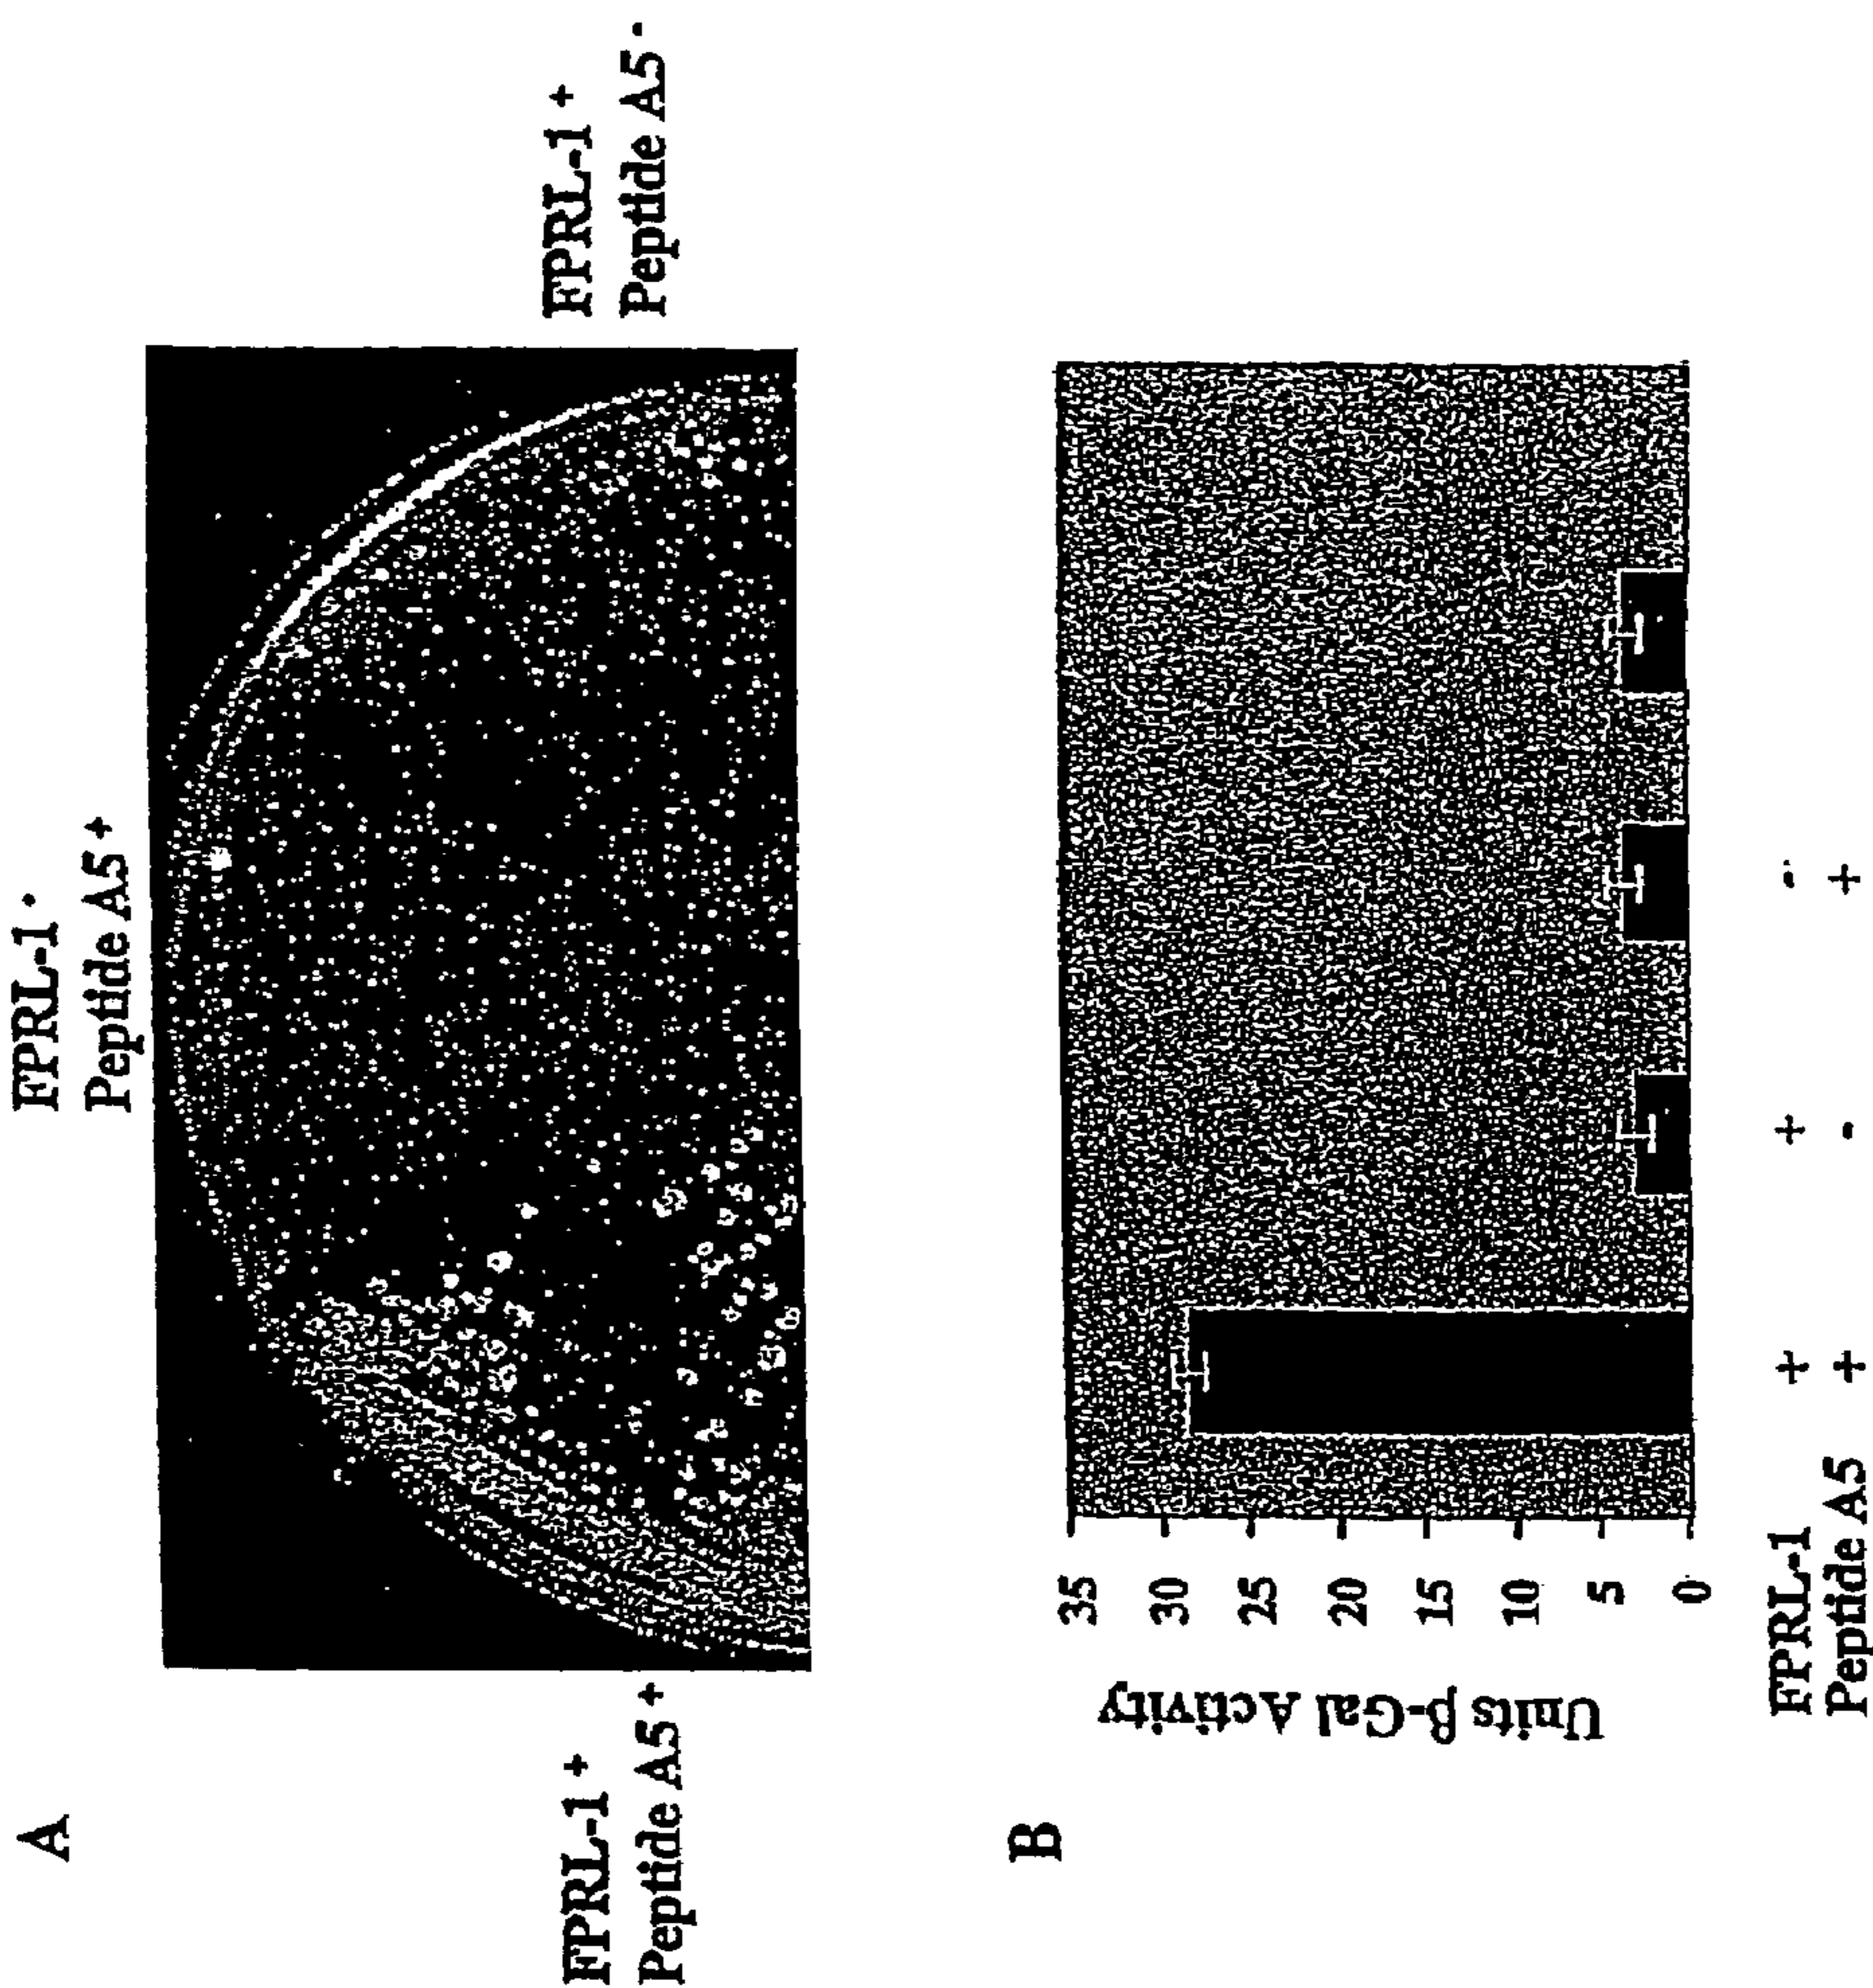 A
FPRL-1 -
Peptide A5 +
FPRL-1 +
Peptide A5 +
FPRL-1 +
Peptide A5 -
B
Units β-Gal Activity
35
30
25
20
15
10
5
0
FPRL-1 + + -
Peptide A5 + - +